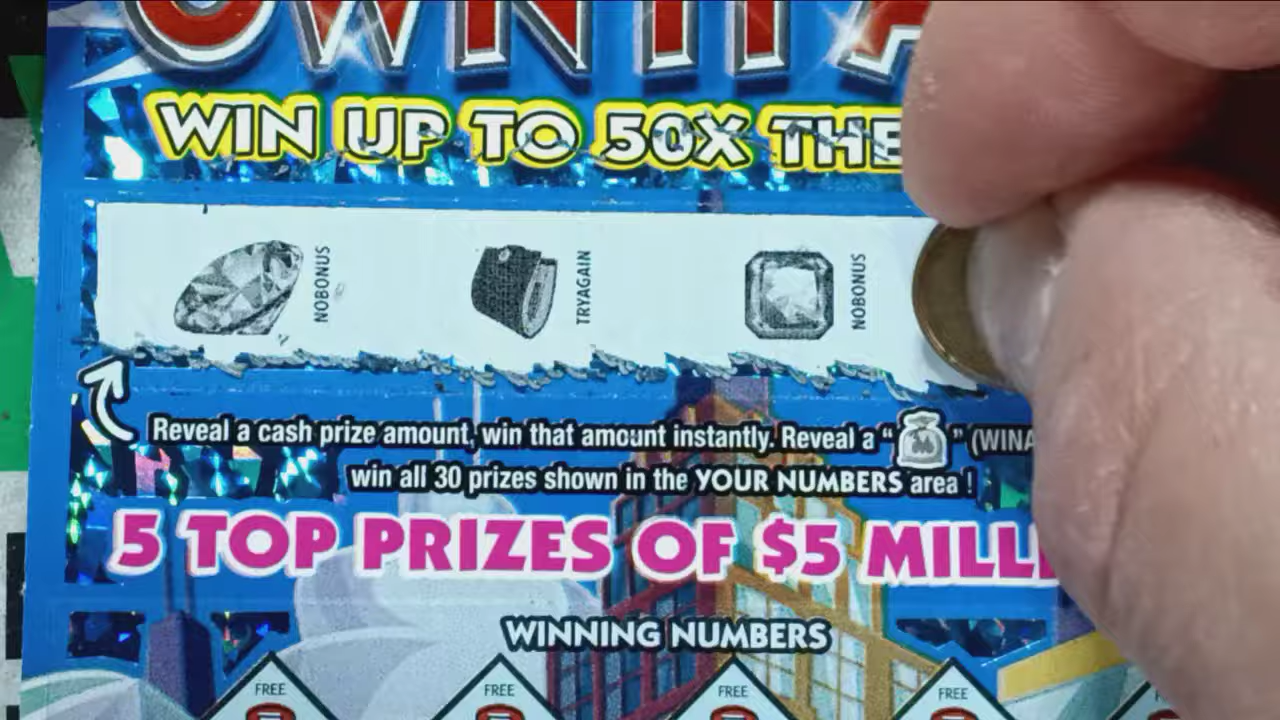 WIN UP TO 50X THE
NOBONUS
TRYAGAIN
NOBONUS
Reveal a cash prize amount, win that amount instantly. Reveal a “ ” (WINA
win all 30 prizes shown in the YOUR NUMBERS area!
5 TOP PRIZES OF $5 MILLI
WINNING NUMBERS
FREE FREE FREE FREE